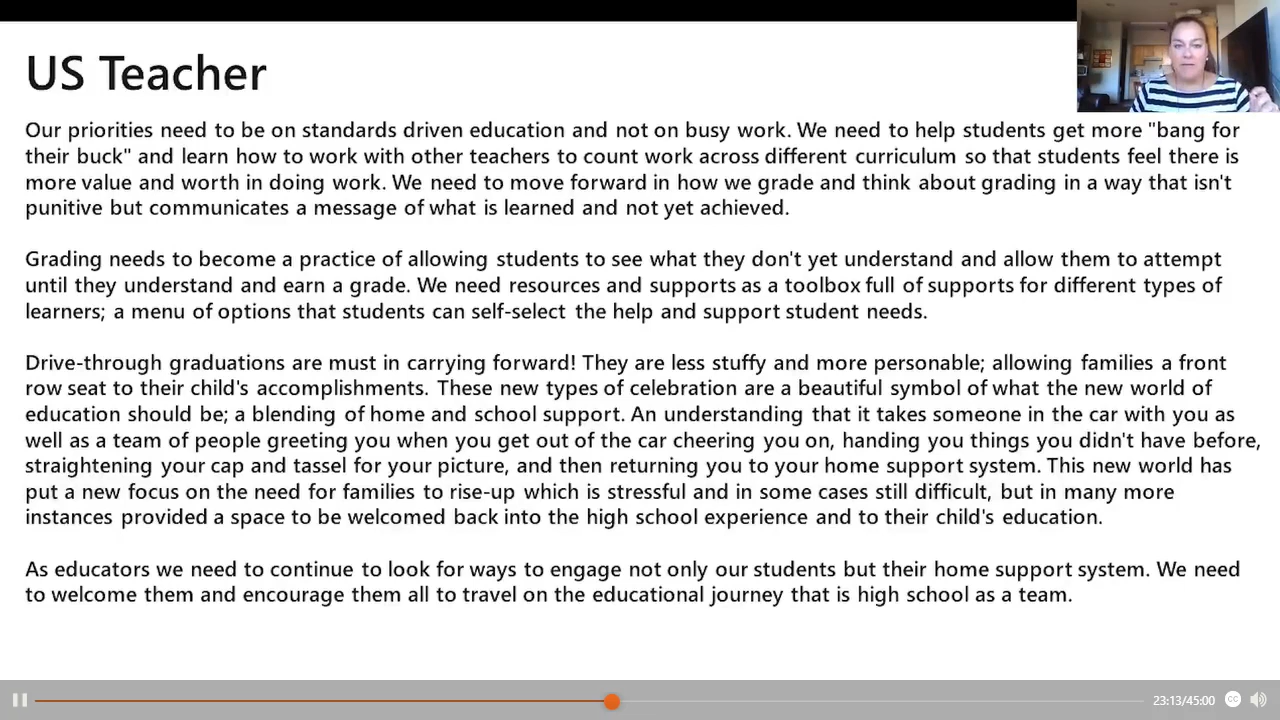 US Teacher
Our priorities need to be on standards driven education and not on busy work. We need to help students get more "bang for
their buck" and learn how to work with other teachers to count work across different curriculum so that students feel there is
more value and worth in doing work. We need to move forward in how we grade and think about grading in a way that isn't
punitive but communicates a message of what is learned and not yet achieved.
Grading needs to become a practice of allowing students to see what they don't yet understand and allow them to attempt
until they understand and earn a grade. We need resources and supports as a toolbox full of supports for different types of
learners; a menu of options that students can self-select the help and support student needs.
Drive-through graduations are must in carrying forward! They are less stuffy and more personable; allowing families a front
row seat to their child's accomplishments. These new types of celebration are a beautiful symbol of what the new world of
education should be; a blending of home and school support. An understanding that it takes someone in the car with you as
well as a team of people greeting you when you get out of the car cheering you on, handing you things you didn't have before,
straightening your cap and tassel for your picture, and then returning you to your home support system. This new world has
put a new focus on the need for families to rise-up which is stressful and in some cases still difficult, but in many more
instances provided a space to be welcomed back into the high school experience and to their child's education.
As educators we need to continue to look for ways to engage not only our students but their home support system. We need
to welcome them and encourage them all to travel on the educational journey that is high school as a team.
23:13/45:00
CC